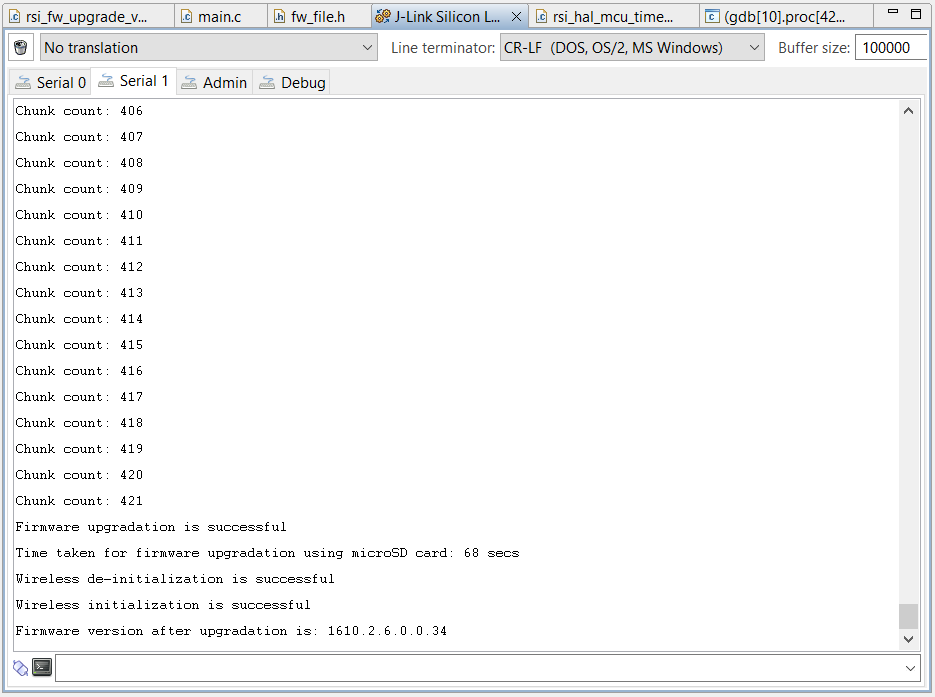 rsi_fw_upgrade_v... main.c fw_file.h J-Link Silicon L... rsi_hal_mcu_time... (gdb[10].proc[42...
No translation Line terminator: CR-LF (DOS, OS/2, MS Windows) Buffer size: 100000
Serial 0 Serial 1 Admin Debug
Chunk count: 406
Chunk count: 407
Chunk count: 408
Chunk count: 409
Chunk count: 410
Chunk count: 411
Chunk count: 412
Chunk count: 413
Chunk count: 414
Chunk count: 415
Chunk count: 416
Chunk count: 417
Chunk count: 418
Chunk count: 419
Chunk count: 420
Chunk count: 421
Firmware upgradation is successful
Time taken for firmware upgradation using microSD card: 68 secs
Wireless de-initialization is successful
Wireless initialization is successful
Firmware version after upgradation is: 1610.2.6.0.0.34